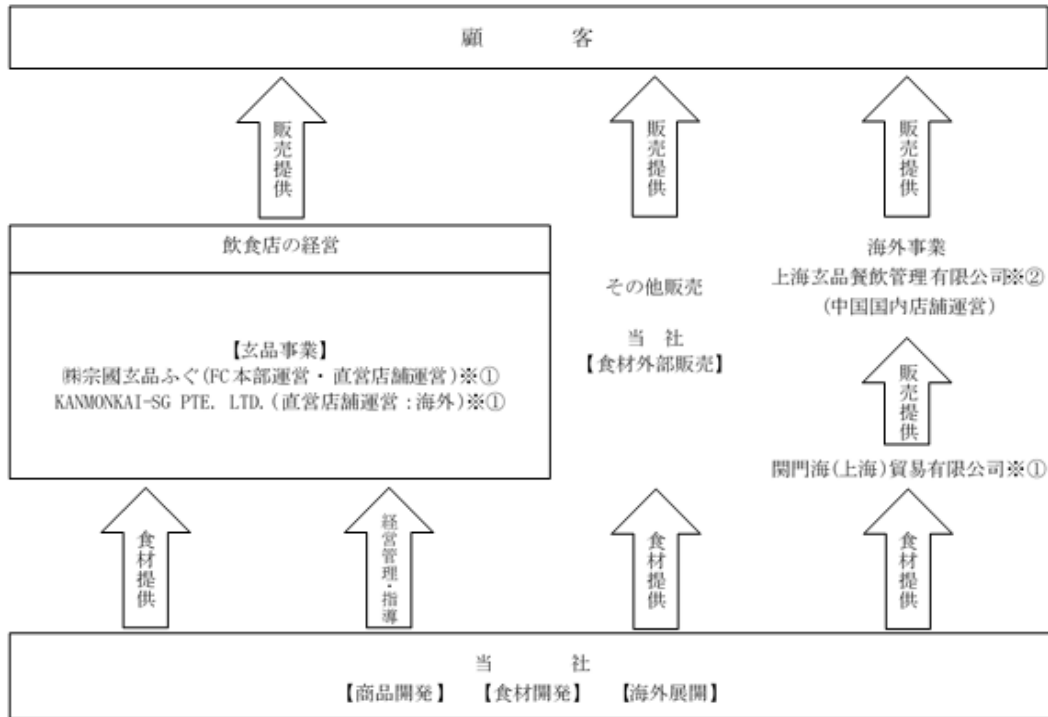 顧客
販売提供
販売提供
販売提供
飲食店の経営
【玄品事業】
㈱宗國玄品ふぐ(FC本部運営・直営店舗運営)※①
KANMONKAI-SG PTE. LTD.(直営店舗運営:海外)※①
その他販売
当社
【食材外部販売】
海外事業
上海玄品餐飲管理有限公司※②
(中国国内店舗運営)
販売提供
関門海(上海)貿易有限公司※①
食材提供
経営管理・指導
食材提供
食材提供
当社
【商品開発】 【食材開発】 【海外展開】